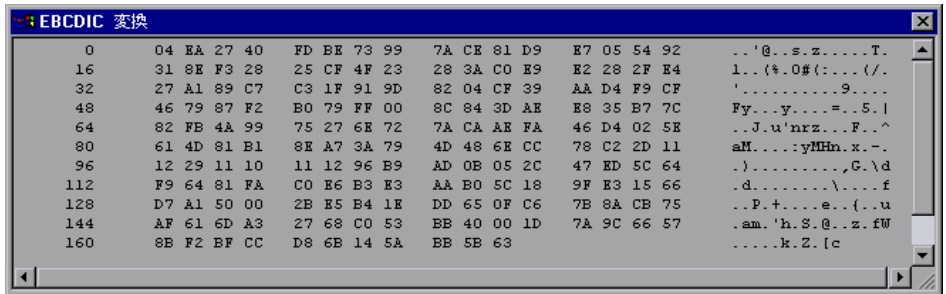 EBCDIC 変換
0 04 EA 27 40 FD BE 73 99 7A CE 81 D9 E7 05 54 92 ..'@..s.z.....T.
16 31 8E F3 28 25 CF 4F 23 28 3A C0 E9 E2 28 2F E4 1..(%.O#(:...(/.
32 27 A1 89 C7 C3 1F 91 9D 82 04 CF 39 AA D4 F9 CF '..........9....
48 46 79 87 F2 B0 79 FF 00 8C 84 3D AE E8 35 B7 7C Fy...y....=..5.|
64 82 FB 4A 99 75 27 6E 72 7A CA AE FA 46 D4 02 5E ..J.u'nrz...F..^
80 61 4D 81 B1 8E A7 3A 79 4D 48 6E CC 78 C2 2D 11 aM....:yMHn.x.-.
96 12 29 11 10 11 12 96 B9 AD 0B 05 2C 47 ED 5C 64 .).........,G.\d
112 F9 64 81 FA C0 E6 B3 E3 AA B0 5C 18 9F E3 15 66 .d........\....f
128 D7 A1 50 00 2B E5 B4 1E DD 65 0F C6 7B 8A CB 75 ..P.+....e..{..u
144 AF 61 6D A3 27 68 C0 53 BB 40 00 1D 7A 9C 66 57 .am.'h.S.@..z.fW
160 8B F2 BF CC D8 6B 14 5A BB 5B 63 .....k.Z.[c